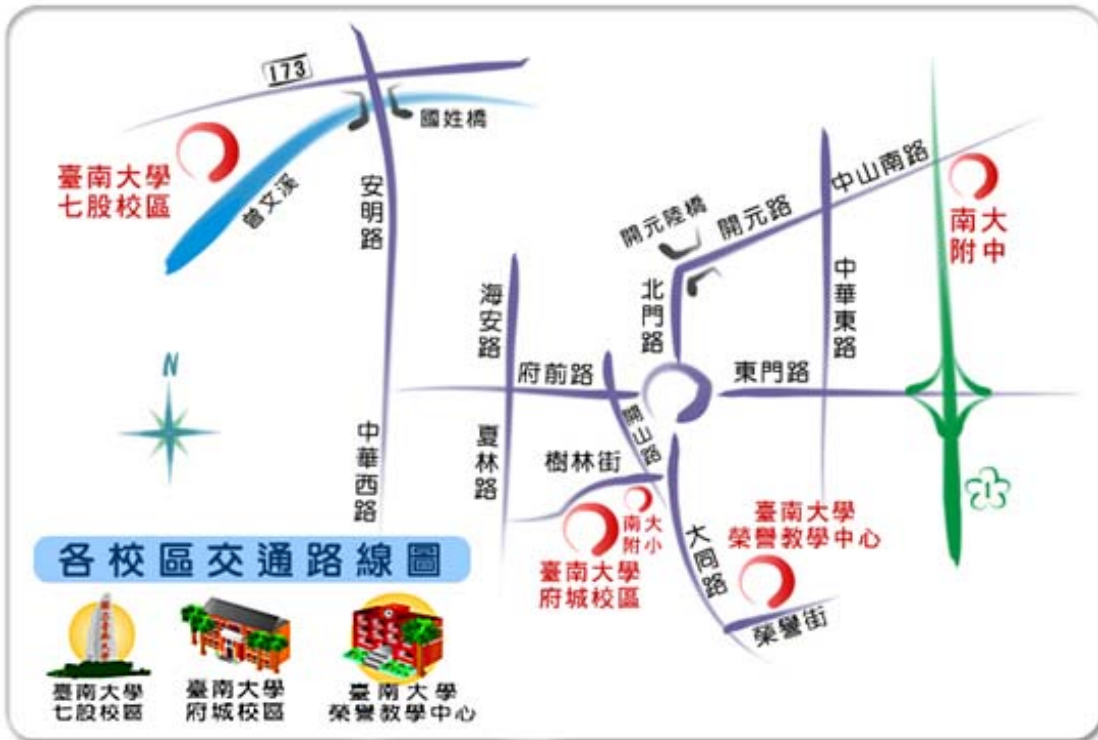 173
國姓橋
臺南大學
七股校區
曾文溪
安明路
中山南路
開元路
開元陸橋
南大
附中
北門路
中華東路
海安路
府前路
東門路
N
開山路
中華西路
夏林路
樹林街
1
南大
附小
臺南大學
榮譽教學中心
臺南大學
府城校區
大同路
榮譽街
各校區交通路線圖
臺南大學
七股校區
臺南大學
府城校區
臺南大學
榮譽教學中心